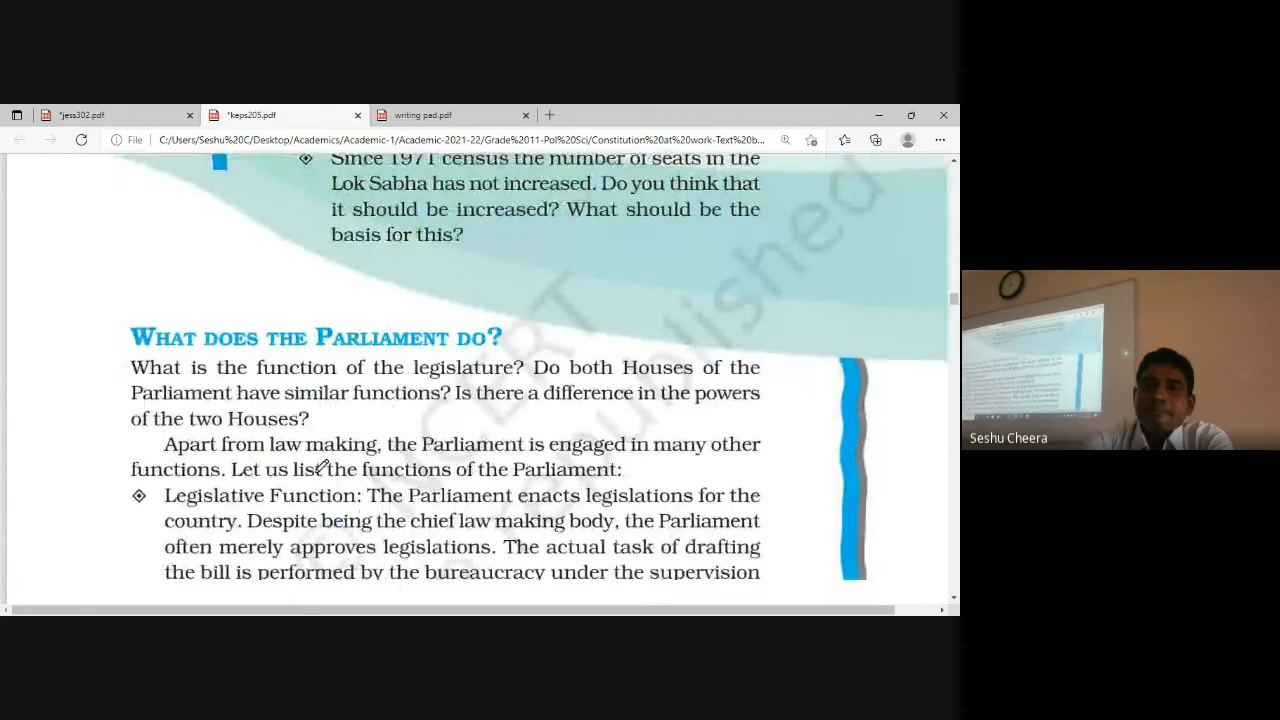 *jess302.pdf
*keps205.pdf
writing pad.pdf
File
C:/Users/Seshu%20C/Desktop/Academics/Academic-1/Academic-2021-22/Grade%2011-Pol%20Sci/Constitution%20at%20work-Text%20b...
Since 1971 census the number of seats in the
Lok Sabha has not increased. Do you think that
it should be increased? What should be the
basis for this?
WHAT DOES THE PARLIAMENT DO?
What is the function of the legislature? Do both Houses of the
Parliament have similar functions? Is there a difference in the powers
of the two Houses?
Apart from law making, the Parliament is engaged in many other
functions. Let us list the functions of the Parliament:
Legislative Function: The Parliament enacts legislations for the
country. Despite being the chief law making body, the Parliament
often merely approves legislations. The actual task of drafting
the bill is performed by the bureaucracy under the supervision
NCERT
republished
Seshu Cheera